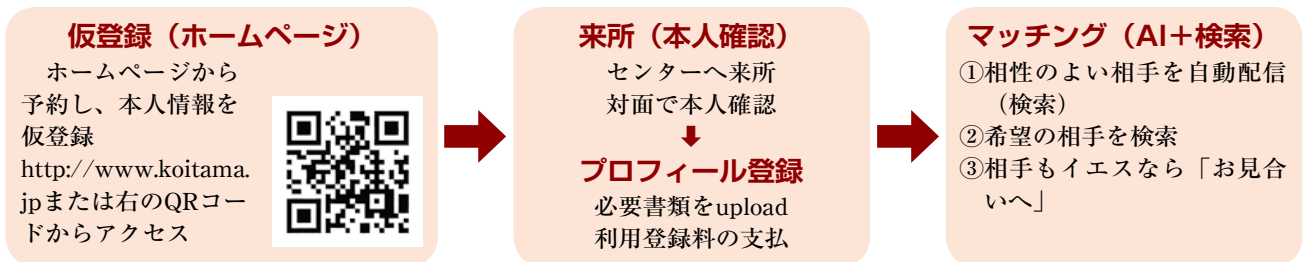 仮登録（ホームページ）
ホームページから
予約し、本人情報を
仮登録
http://www.koitama.
jpまたは右のQRコー
ドからアクセス
来所（本人確認）
センターへ来所
対面で本人確認
プロフィール登録
必要書類をupload
利用登録料の支払
マッチング（AI＋検索）
①相性のよい相手を自動配信
（検索）
②希望の相手を検索
③相手もイエスなら「お見合
いへ」